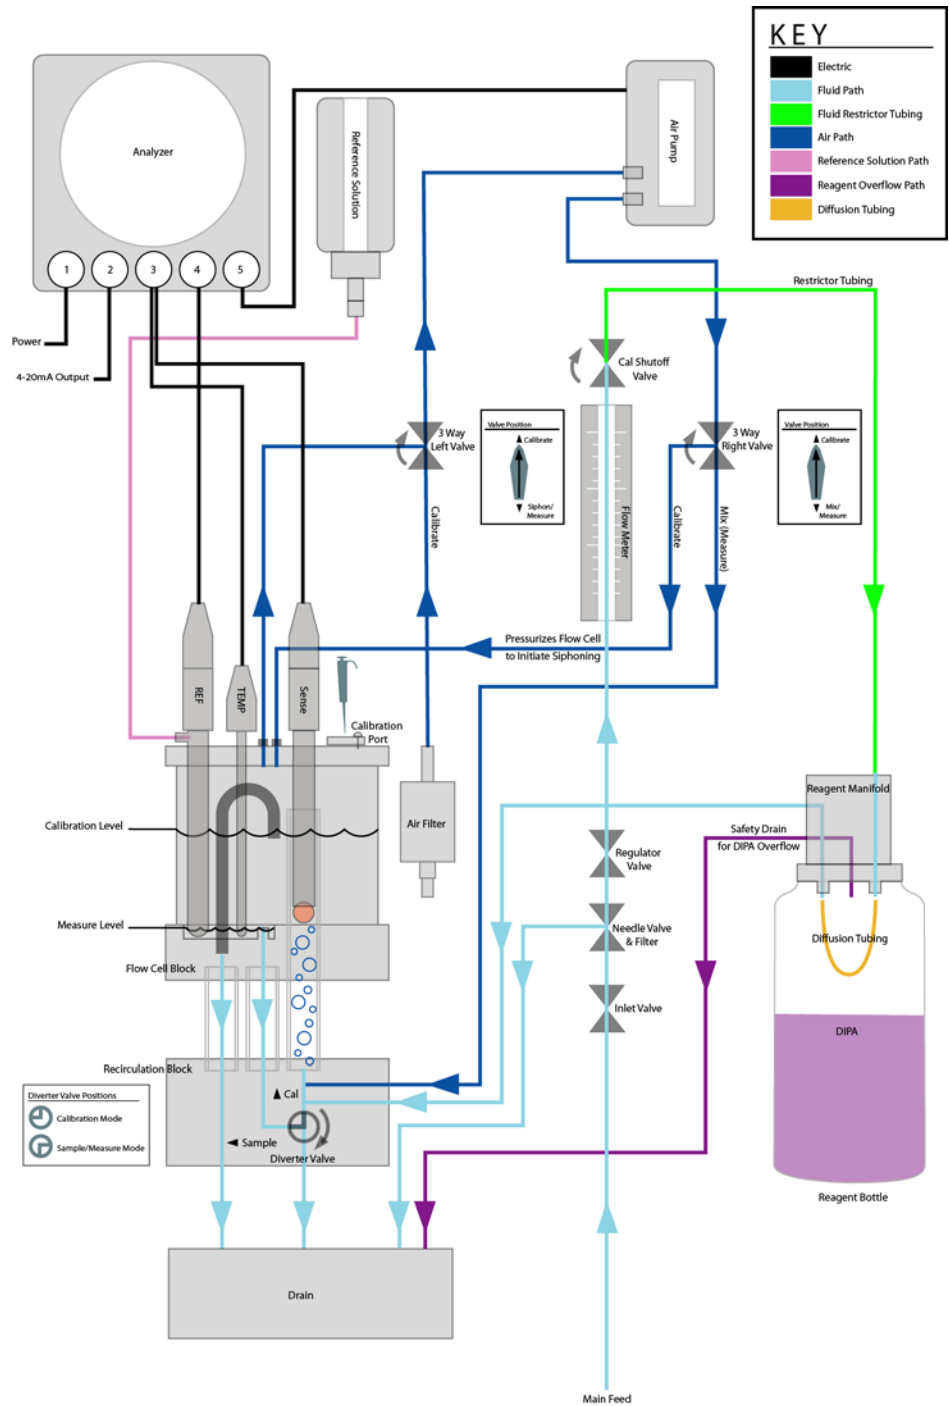 KEY
Electric
Fluid Path
Fluid Restrictor Tubing
Air Path
Reference Solution Path
Reagent Overflow Path
Diffusion Tubing
Analyzer
1
2
3
4
5
Power
4-20mA Output
Reference Solution
Air Pump
Restrictor Tubing
Cal Shutoff
Valve
3 Way
Left Valve
Valve Position
Calibrate
Siphon/
Measure
3 Way
Right Valve
Valve Position
Calibrate
Mix/
Measure
Calibrate
Flow Meter
Calibrate
Mix (Measure)
Pressurizes Flow Cell
to Initiate Siphoning
REF
TEMP
Sense
Calibration
Port
Calibration Level
Air Filter
Measure Level
Flow Cell Block
Recirculation Block
Regulator
Valve
Needle Valve
& Filter
Inlet Valve
Safety Drain
for DIPA Overflow
Reagent Manifold
Diffusion Tubing
DIPA
Reagent Bottle
Diverter Valve Positions
Calibration Mode
Sample/Measure Mode
Cal
Sample
Diverter Valve
Drain
Main Feed